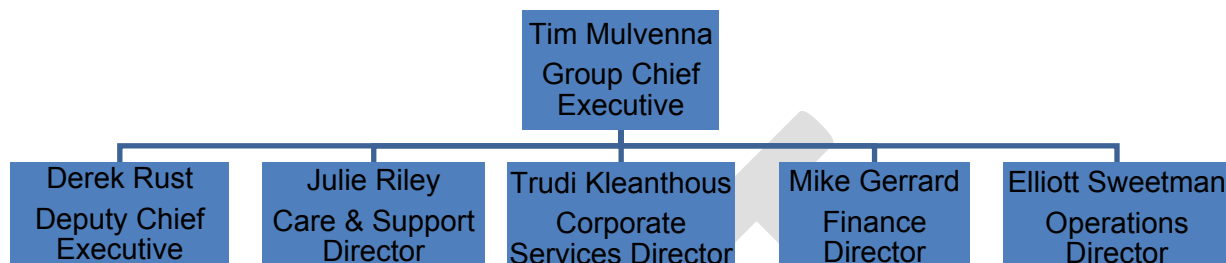 Tim Mulvenna
Group Chief
Executive
Derek Rust
Deputy Chief
Executive
Julie Riley
Care & Support
Director
Trudi Kleanthous
Corporate
Services Director
Mike Gerrard
Finance
Director
Elliott Sweetman
Operations
Director